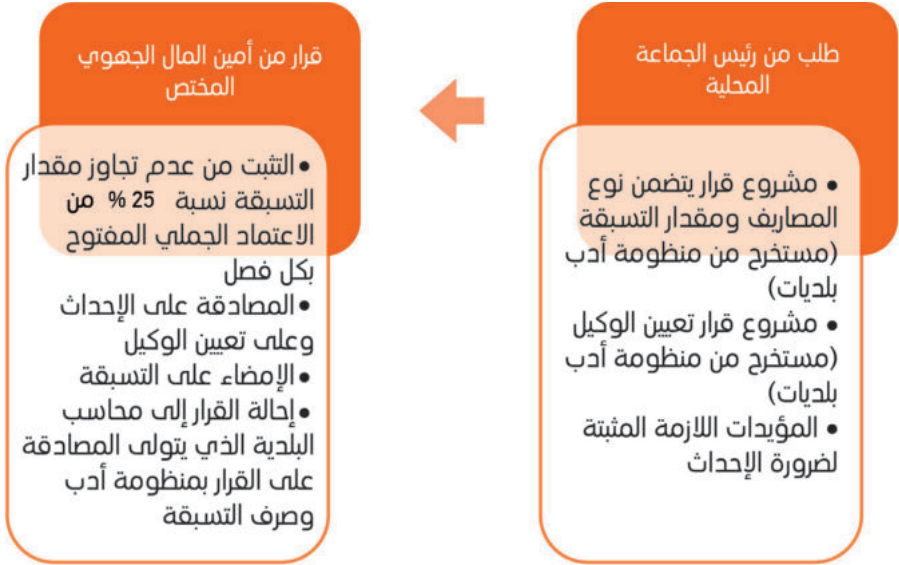 طلب من رئيس الجماعة
المحلية
• مشروع قرار يتضمن نوع
المصاريف ومقدار التسبقة
(مستخرج من منظومة أدب
بلديات)
• مشروع قرار تعيين الوكيل
(مستخرج من منظومة أدب
بلديات)
• المؤيدات اللازمة المثبتة
لضرورة الإحداث
قرار من أمين المال الجهوي
المختص
• التثبت من عدم تجاوز مقدار
التسبقة نسبة 25 % من
الاعتماد الجملي المفتوح
بكل فصل
• المصادقة على الإحداث
وعلى تعيين الوكيل
• الإمضاء على التسبقة
• إحالة القرار إلى محاسب
البلدية الذي يتولى المصادقة
على القرار بمنظومة أدب
وصرف التسبقة